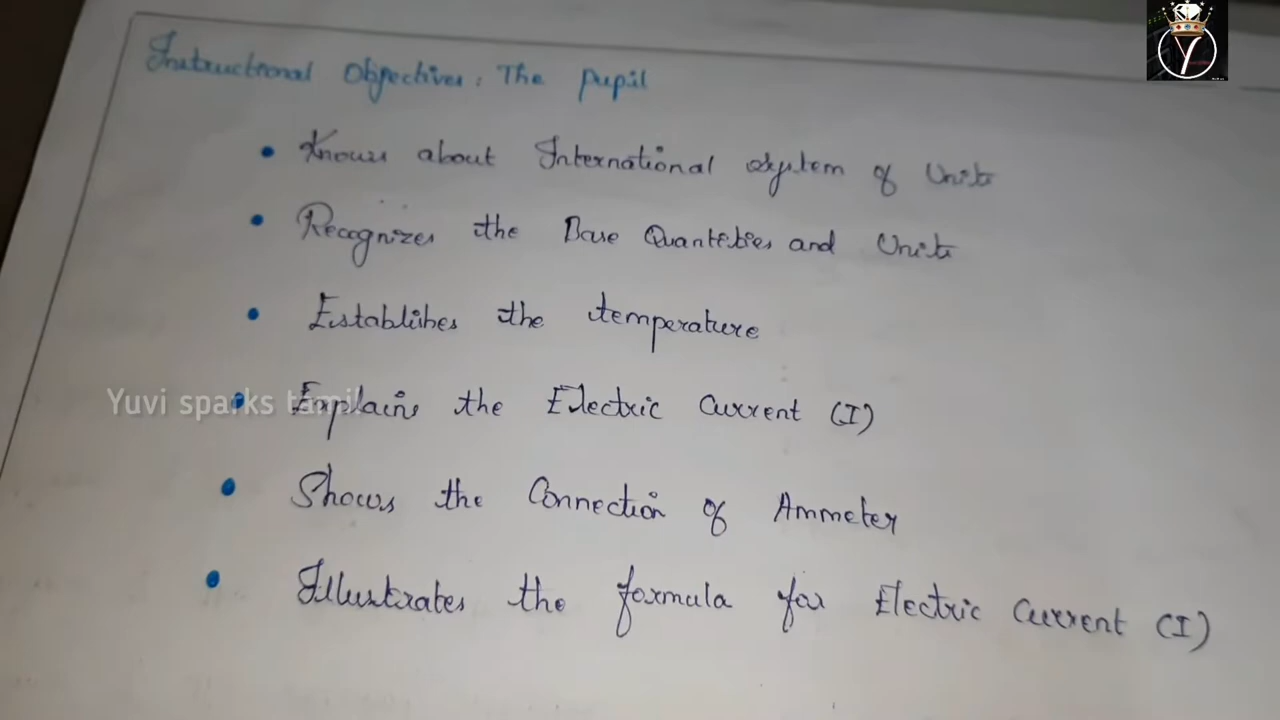 Instructional Objectives: The Pupil
• Knows about International System of Units
• Recognizes the Base Quantities and Units
• Establishes the temperature
Yuvi sparks tamil
• Explains the Electric Current (I)
• Shows the Connection of Ammeter
• Illustrates the formula for Electric Current (I)
Y